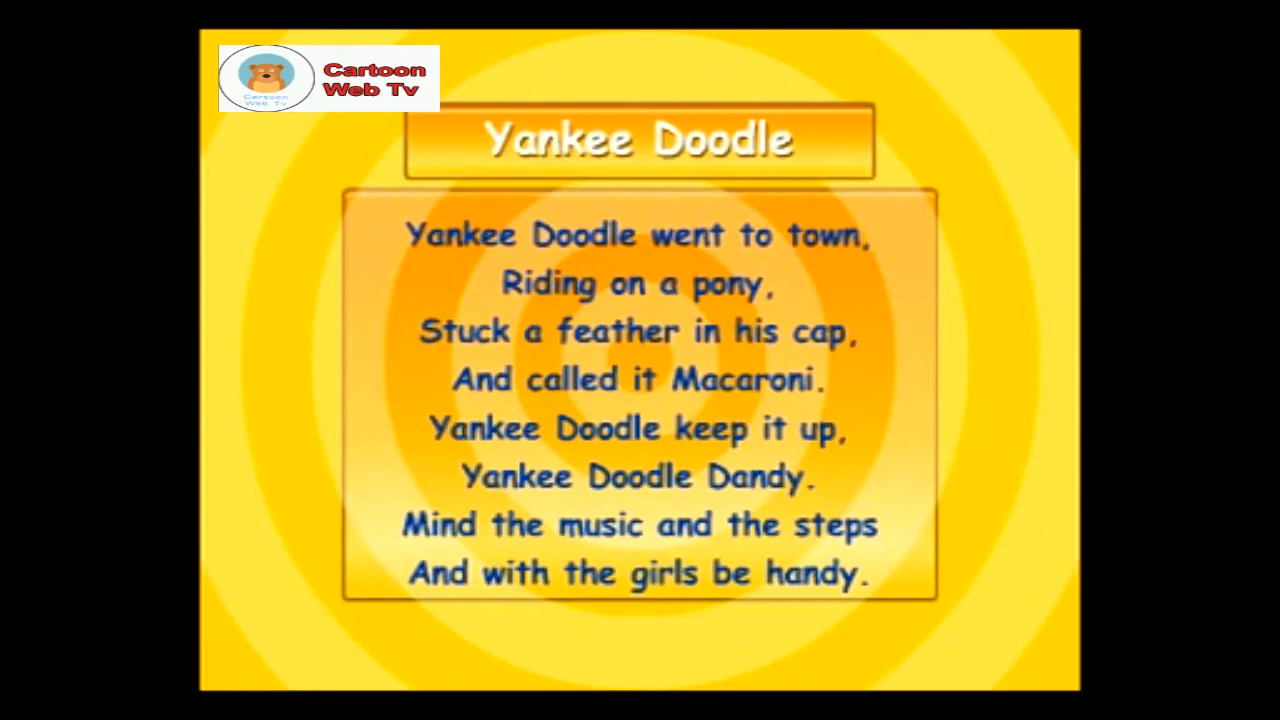 Cartoon
Web Tv
Cartoon
Web Tv
Yankee Doodle
Yankee Doodle went to town,
Riding on a pony,
Stuck a feather in his cap,
And called it Macaroni.
Yankee Doodle keep it up,
Yankee Doodle Dandy.
Mind the music and the steps
And with the girls be handy.